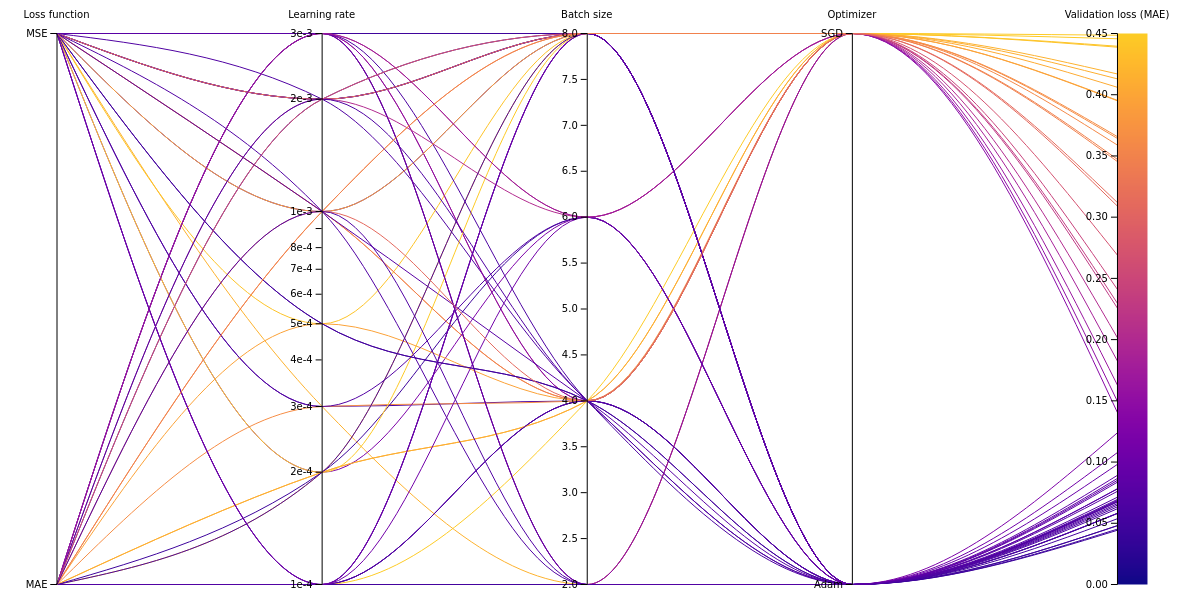 Loss function
Learning rate
Batch size
Optimizer
Validation loss (MAE)
MSE
MAE
3e-3
2e-3
1e-3
8e-4
7e-4
6e-4
5e-4
4e-4
3e-4
2e-4
1e-4
8.0
7.5
7.0
6.5
6.0
5.5
5.0
4.5
4.0
3.5
3.0
2.5
2.0
SGD
Adam
0.45
0.40
0.35
0.30
0.25
0.20
0.15
0.10
0.05
0.00